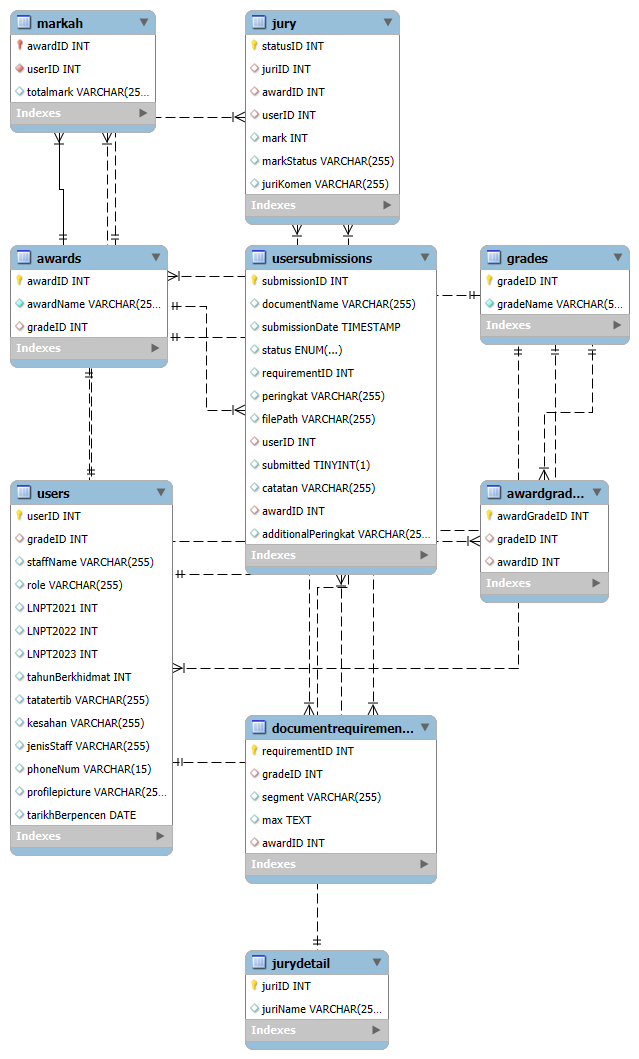 markah
awardID INT
userID INT
totalmark VARCHAR(25...
Indexes
jury
statusID INT
juriID INT
awardID INT
userID INT
mark INT
markStatus VARCHAR(255)
juriKomen VARCHAR(255)
Indexes
awards
awardID INT
awardName VARCHAR(25...
gradeID INT
Indexes
usersubmissions
submissionID INT
documentName VARCHAR(255)
submissionDate TIMESTAMP
status ENUM(...)
requirementID INT
peringkat VARCHAR(255)
filePath VARCHAR(255)
userID INT
submitted TINYINT(1)
catatan VARCHAR(255)
awardID INT
additionalPeringkat VARCHAR(25...
Indexes
grades
gradeID INT
gradeName VARCHAR(5...
Indexes
users
userID INT
gradeID INT
staffName VARCHAR(255)
role VARCHAR(255)
LNPT2021 INT
LNPT2022 INT
LNPT2023 INT
tahunBerkhidmat INT
tatatertib VARCHAR(255)
kesahan VARCHAR(255)
jenisStaff VARCHAR(255)
phoneNum VARCHAR(15)
profilepicture VARCHAR(25...
tarikhBerpencen DATE
Indexes
awardgrad...
awardGradeID INT
gradeID INT
awardID INT
Indexes
documentrequiremen...
requirementID INT
gradeID INT
segment VARCHAR(255)
max TEXT
awardID INT
Indexes
jurydetail
juriID INT
juriName VARCHAR(25...
Indexes